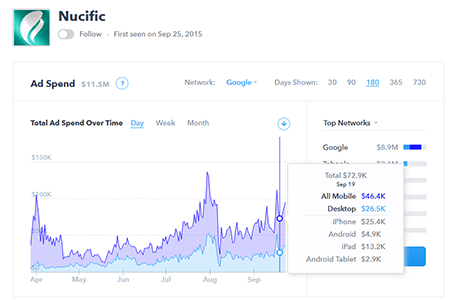 Nucific
Follow · First seen on Sep 25, 2015
Ad Spend $11.5M ?
Network: Google Days Shown: 30 90 180 365 730
Total Ad Spend Over Time Day Week Month
Top Networks
$150K
Google $8.9M
Total $72.9K
Sep 19
All Mobile $46.4K
Desktop $26.5K
iPhone $25.4K
Android $4.9K
iPad $13.2K
Android Tablet $2.9K
$0
Apr May Jun Jul Aug Sep